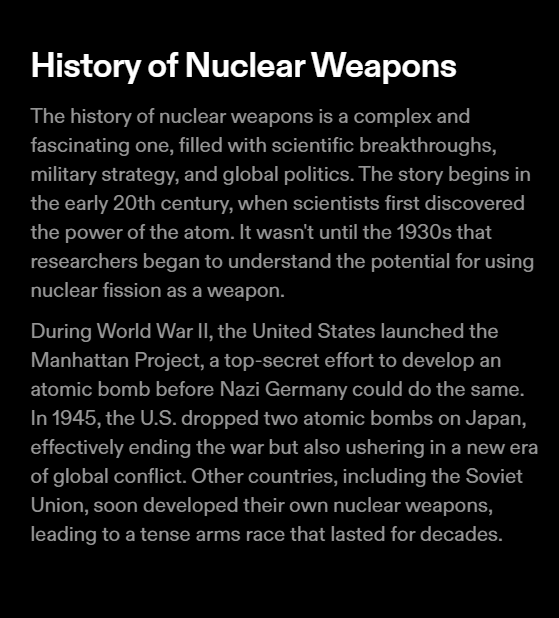 History of Nuclear Weapons
The history of nuclear weapons is a complex and
fascinating one, filled with scientific breakthroughs,
military strategy, and global politics. The story begins in
the early 20th century, when scientists first discovered
the power of the atom. It wasn't until the 1930s that
researchers began to understand the potential for using
nuclear fission as a weapon.
During World War II, the United States launched the
Manhattan Project, a top-secret effort to develop an
atomic bomb before Nazi Germany could do the same.
In 1945, the U.S. dropped two atomic bombs on Japan,
effectively ending the war but also ushering in a new era
of global conflict. Other countries, including the Soviet
Union, soon developed their own nuclear weapons,
leading to a tense arms race that lasted for decades.